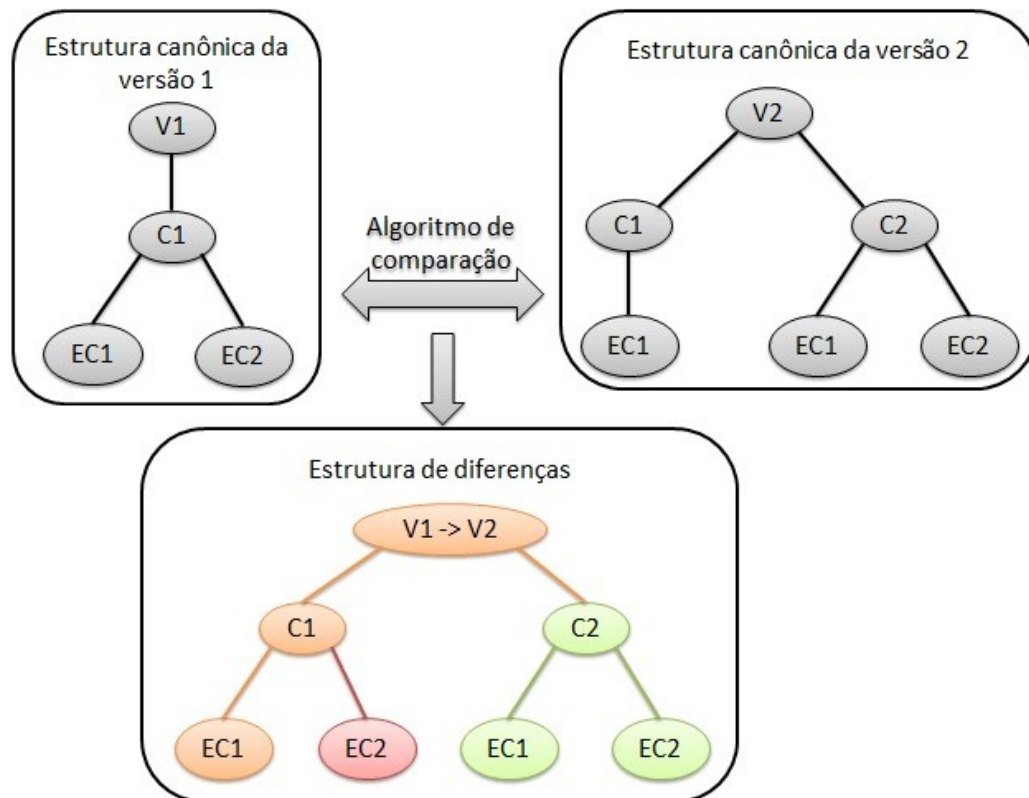 Estrutura canônica da
versão 1
V1
C1
EC1 EC2
Estrutura canônica da versão 2
V2
C1 C2
EC1 EC1 EC2
Algoritmo de
comparação
Estrutura de diferenças
V1 -> V2
C1 C2
EC1 EC2 EC1 EC2